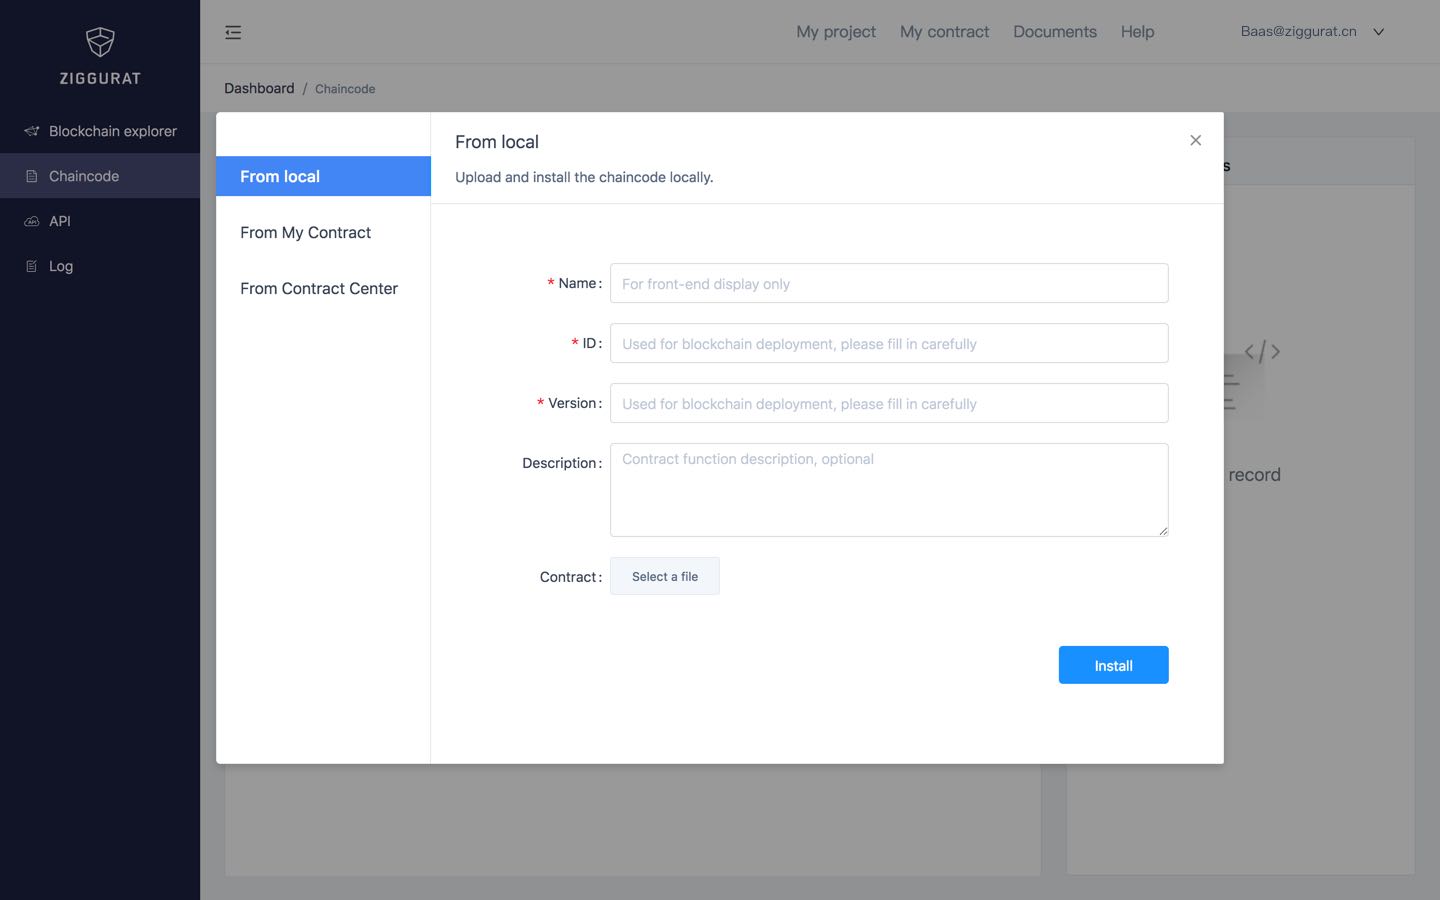 ZIGGURAT
My project
My contract
Documents
Help
Baas@ziggurat.cn
Dashboard / Chaincode
Blockchain explorer
Chaincode
API
Log
From local
From My Contract
From Contract Center
From local
Upload and install the chaincode locally.
* Name:
For front-end display only
* ID:
Used for blockchain deployment, please fill in carefully
* Version:
Used for blockchain deployment, please fill in carefully
Description:
Contract function description, optional
Contract:
Select a file
Install
s
</>
record